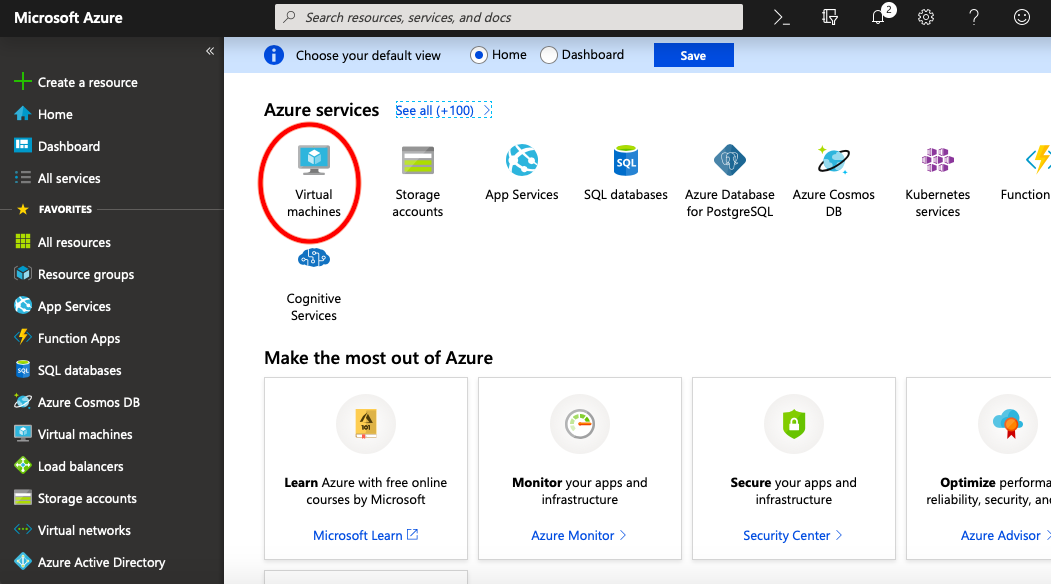 Microsoft Azure
Search resources, services, and docs
2
Choose your default view
Home
Dashboard
Save
Create a resource
Home
Dashboard
All services
FAVORITES
All resources
Resource groups
App Services
Function Apps
SQL databases
Azure Cosmos DB
Virtual machines
Load balancers
Storage accounts
Virtual networks
Azure Active Directory
Azure services
See all (+100)
Virtual
machines
Storage
accounts
App Services
SQL
SQL databases
Azure Database
for PostgreSQL
Azure Cosmos
DB
Kubernetes
services
Function
Cognitive
Services
Make the most out of Azure
101
Learn Azure with free online
courses by Microsoft
Microsoft Learn
Monitor your apps and
infrastructure
Azure Monitor
Secure your apps and
infrastructure
Security Center
Optimize performa
reliability, security, an
Azure Advisor